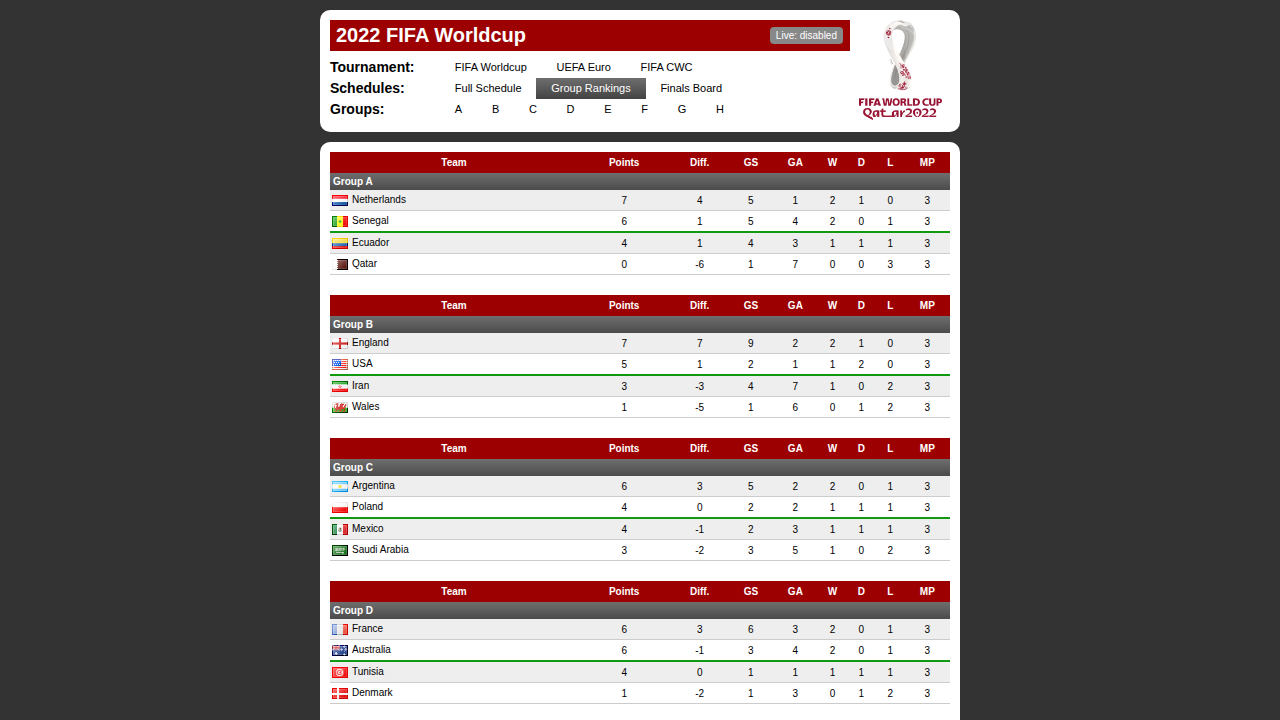 2022 FIFA Worldcup Live: disabled
Tournament: FIFA Worldcup UEFA Euro FIFA CWC
Schedules: Full Schedule Group Rankings Finals Board
Groups: A B C D E F G H
FIFA WORLD CUP
Qatar2022
Team Points Diff. GS GA W D L MP
Group A
Netherlands 7 4 5 1 2 1 0 3
Senegal 6 1 5 4 2 0 1 3
Ecuador 4 1 4 3 1 1 1 3
Qatar 0 -6 1 7 0 0 3 3
Team Points Diff. GS GA W D L MP
Group B
England 7 7 9 2 2 1 0 3
USA 5 1 2 1 1 2 0 3
Iran 3 -3 4 7 1 0 2 3
Wales 1 -5 1 6 0 1 2 3
Team Points Diff. GS GA W D L MP
Group C
Argentina 6 3 5 2 2 0 1 3
Poland 4 0 2 2 1 1 1 3
Mexico 4 -1 2 3 1 1 1 3
Saudi Arabia 3 -2 3 5 1 0 2 3
Team Points Diff. GS GA W D L MP
Group D
France 6 3 6 3 2 0 1 3
Australia 6 -1 3 4 2 0 1 3
Tunisia 4 0 1 1 1 1 1 3
Denmark 1 -2 1 3 0 1 2 3